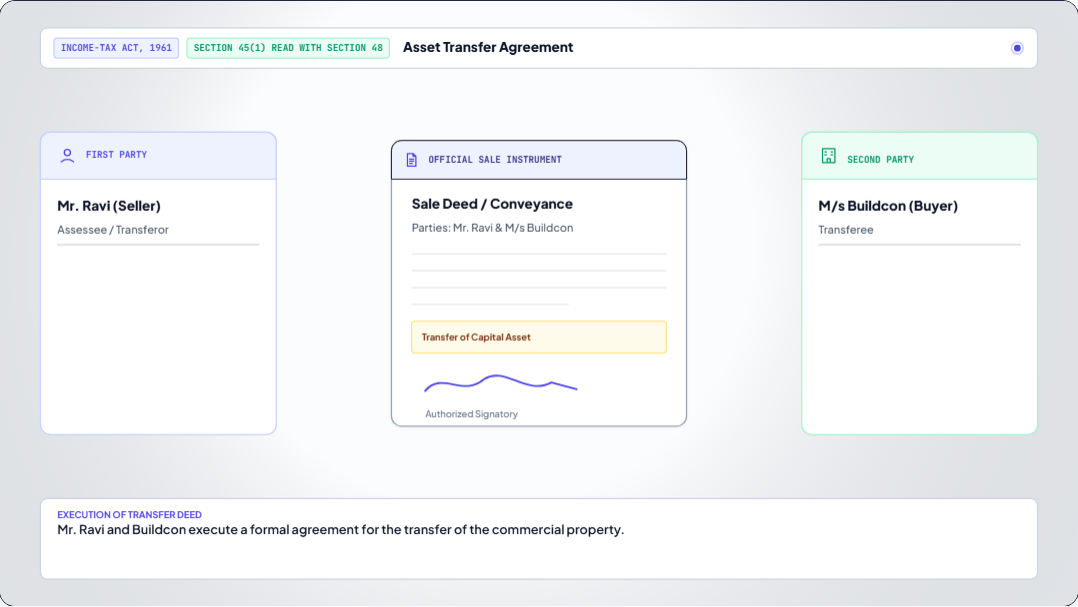 INCOME-TAX ACT, 1961
SECTION 45(1) READ WITH SECTION 48
Asset Transfer Agreement
FIRST PARTY
Mr. Ravi (Seller)
Assessee / Transferor
OFFICIAL SALE INSTRUMENT
Sale Deed / Conveyance
Parties: Mr. Ravi & M/s Buildcon
Transfer of Capital Asset
Authorized Signatory
SECOND PARTY
M/s Buildcon (Buyer)
Transferee
EXECUTION OF TRANSFER DEED
Mr. Ravi and Buildcon execute a formal agreement for the transfer of the commercial property.